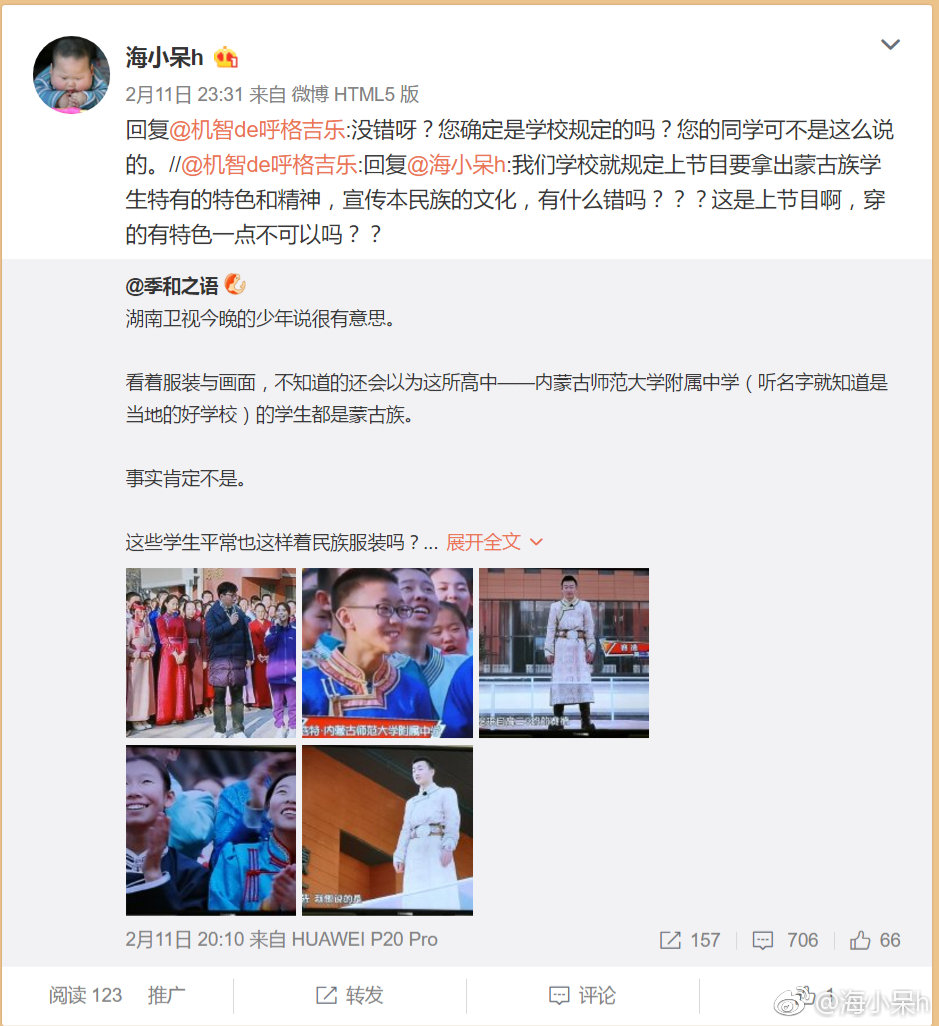 海小呆h
2月11日 23:31 来自 微博 HTML5 版
回复@机智de呼格吉乐:没错呀？您确定是学校规定的吗？您的同学可不是这么说
的。//@机智de呼格吉乐:回复@海小呆h:我们学校就规定上节目要拿出蒙古族学
生特有的特色和精神，宣传本民族的文化，有什么错吗？？？这是上节目啊，穿
的有特色一点不可以吗？？
@季和之语
湖南卫视今晚的少年说很有意思。
看着服装与画面，不知道的还会以为这所高中——内蒙古师范大学附属中学（听名字就知道是
当地的好学校）的学生都是蒙古族。
事实肯定不是。
这些学生平常也这样着民族服装吗？... 展开全文
特·内蒙古师范大学附属中学
我想说的是
2月11日 20:10 来自 HUAWEI P20 Pro
157 706 66
阅读 123 推广 转发 评论 1
@海小呆h